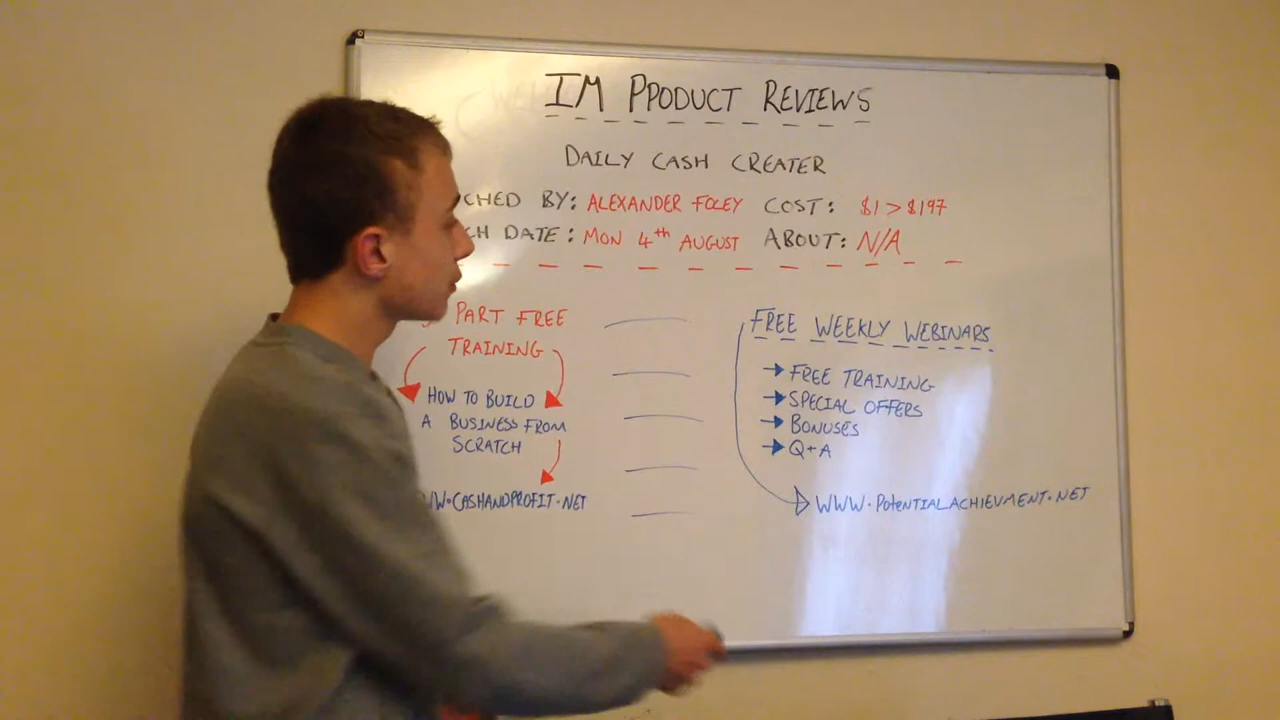 IM PPODUCT REVIEWS
DAILY CASH CREATER
CHED BY: ALEXANDER FOLEY COST: $1 > $197
CH DATE: MON 4th AUGUST ABOUT: N/A
PART FREE
TRAINING
HOW TO BUILD
A BUSINESS FROM
SCRATCH
W.CASHANDPROFIT.NET
FREE WEEKLY WEBINARS
→ FREE TRAINING
→ SPECIAL OFFERS
→ BONUSES
→ Q+A
WWW.POTENTIALACHIEVMENT.NET